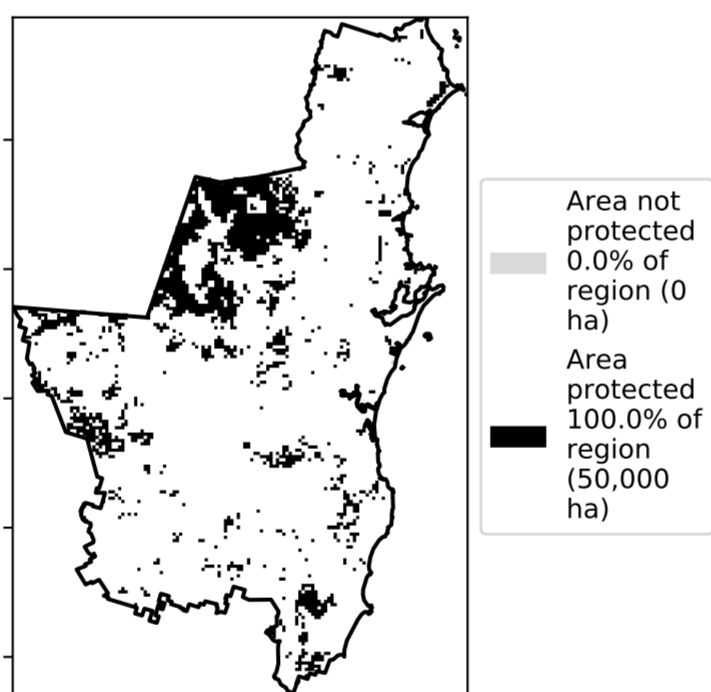 Area not
protected
0.0% of
region (0
ha)
Area
protected
100.0% of
region
(50,000
ha)